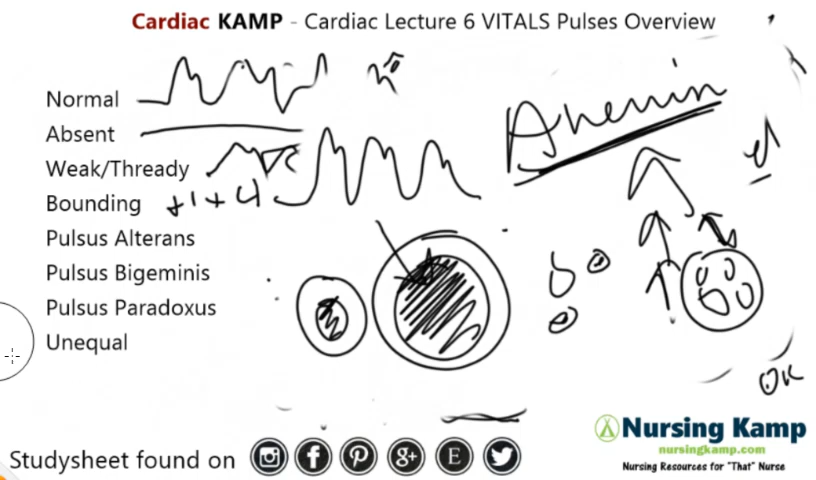 Cardiac KAMP - Cardiac Lecture 6 VITALS Pulses Overview
Normal
Absent
Weak/Thready
Bounding +1+4
Pulsus Alterans
Pulsus Bigeminis
Pulsus Paradoxus
Unequal
Anemin
OK
Nursing Kamp
nursingkamp.com
Nursing Resources for "That" Nurse
Studysheet found on
f
P
g+
E